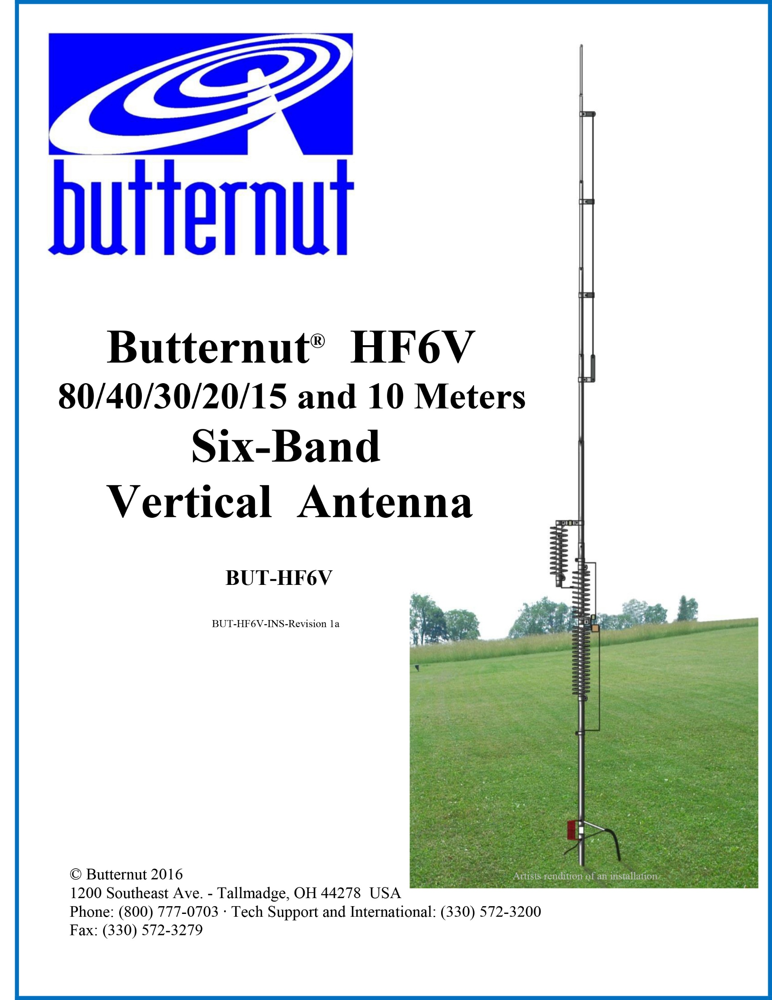 butternut
Butternut® HF6V
80/40/30/20/15 and 10 Meters
Six-Band
Vertical Antenna
BUT-HF6V
BUT-HF6V-INS-Revision 1a
Artists rendition of an installation
© Butternut 2016
1200 Southeast Ave. - Tallmadge, OH 44278 USA
Phone: (800) 777-0703 · Tech Support and International: (330) 572-3200
Fax: (330) 572-3279